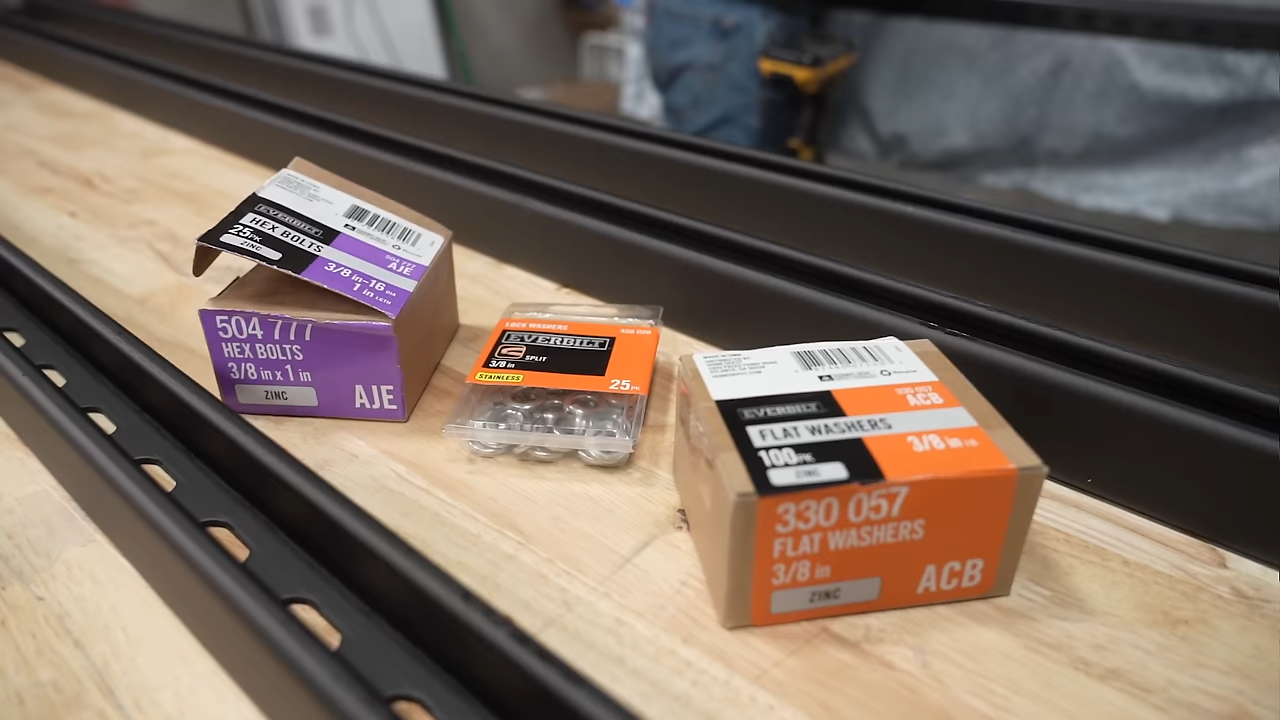 EVERBILT
HEX BOLTS
25PK
ZINC
504 777
AJE
3/8 in-16 DIA
1 in LGTH
504 777
HEX BOLTS
3/8 in x 1 in
ZINC
AJE
LOCK WASHERS
EVERBILT
SPLIT
3/8 in
STAINLESS
25PK
EVERBILT
FLAT WASHERS
100PK
ZINC
330 057
ACB
3/8 in
330 057
FLAT WASHERS
3/8 in
ZINC
ACB